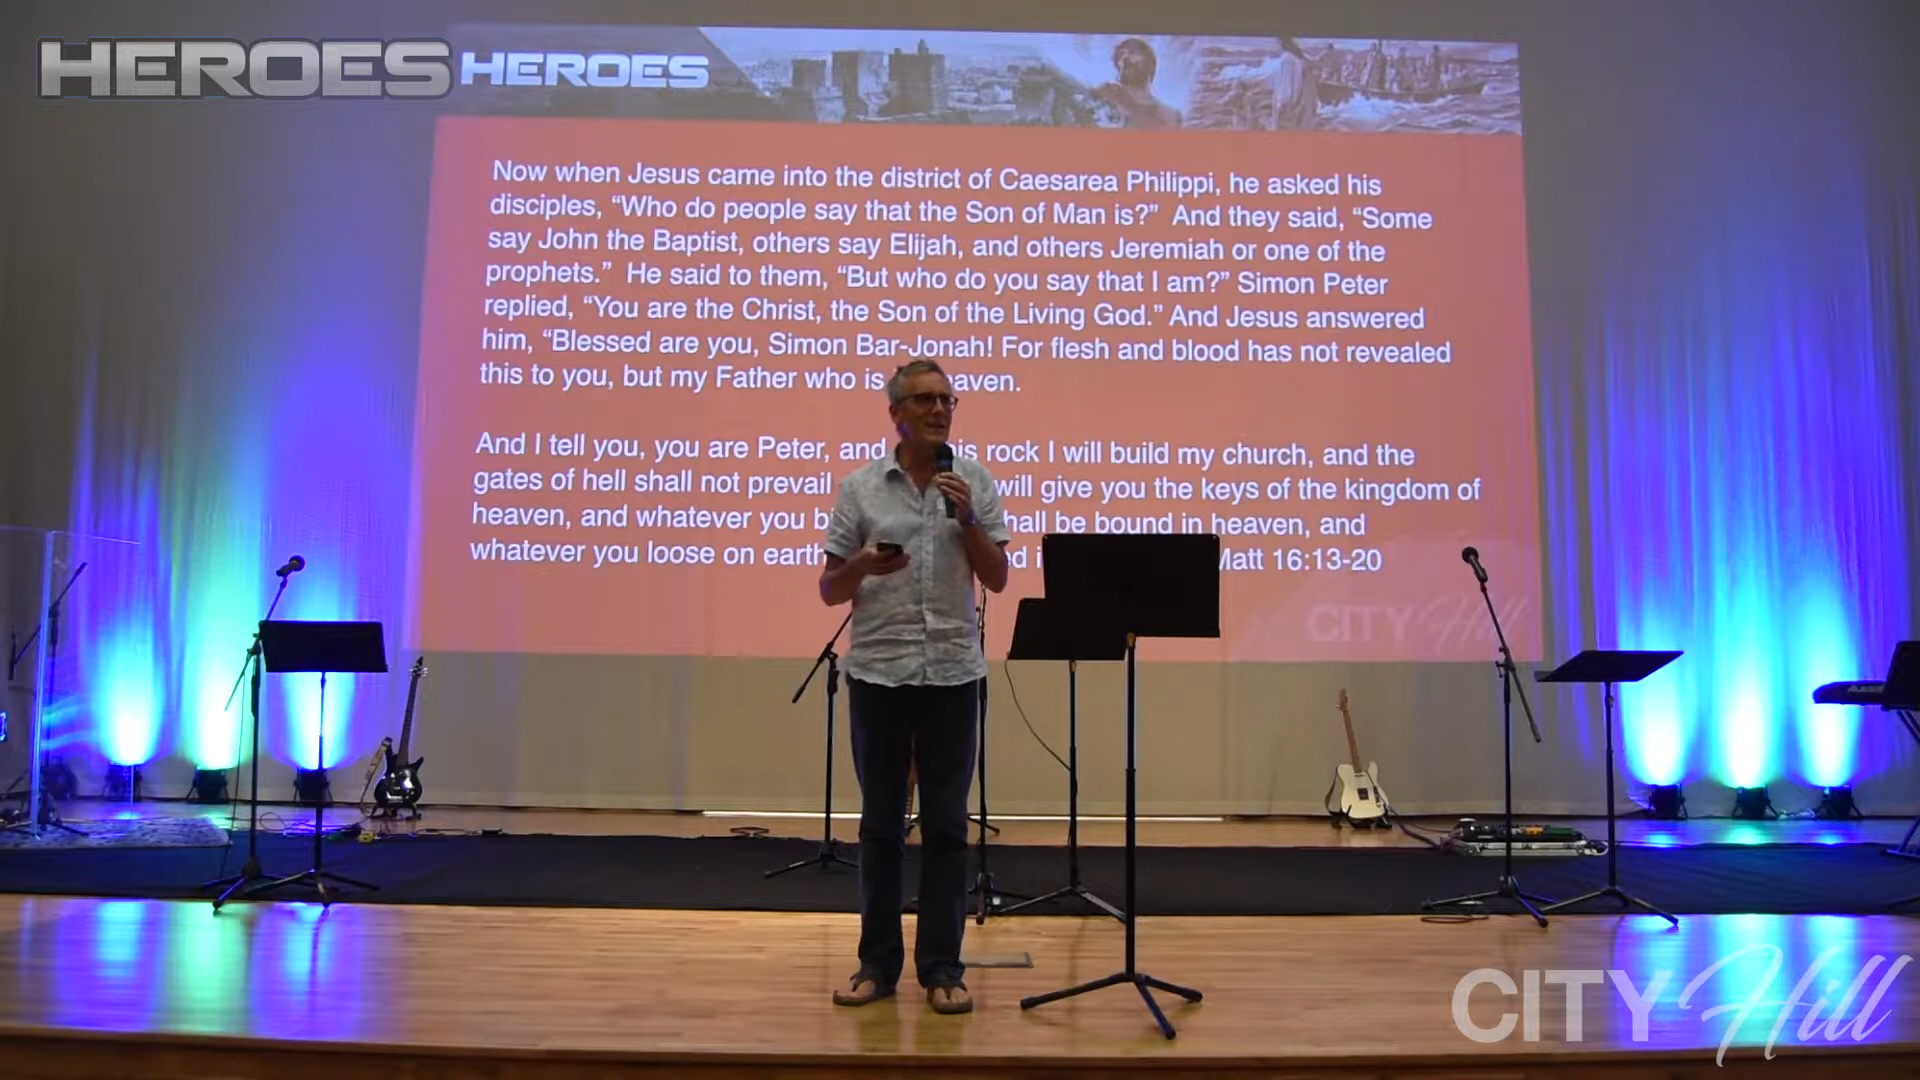 HEROES
HEROES
Now when Jesus came into the district of Caesarea Philippi, he asked his
disciples, “Who do people say that the Son of Man is?” And they said, “Some
say John the Baptist, others say Elijah, and others Jeremiah or one of the
prophets.” He said to them, “But who do you say that I am?” Simon Peter
replied, “You are the Christ, the Son of the Living God.” And Jesus answered
him, “Blessed are you, Simon Bar-Jonah! For flesh and blood has not revealed
this to you, but my Father who is
And I tell you, you are Peter, and rock I will build my church, and the
gates of hell shall not prevail will give you the keys of the kingdom of
heaven, and whatever you be bound in heaven, and
whatever you loose on earth Matt 16:13-20
CITY Hill
CITY Hill